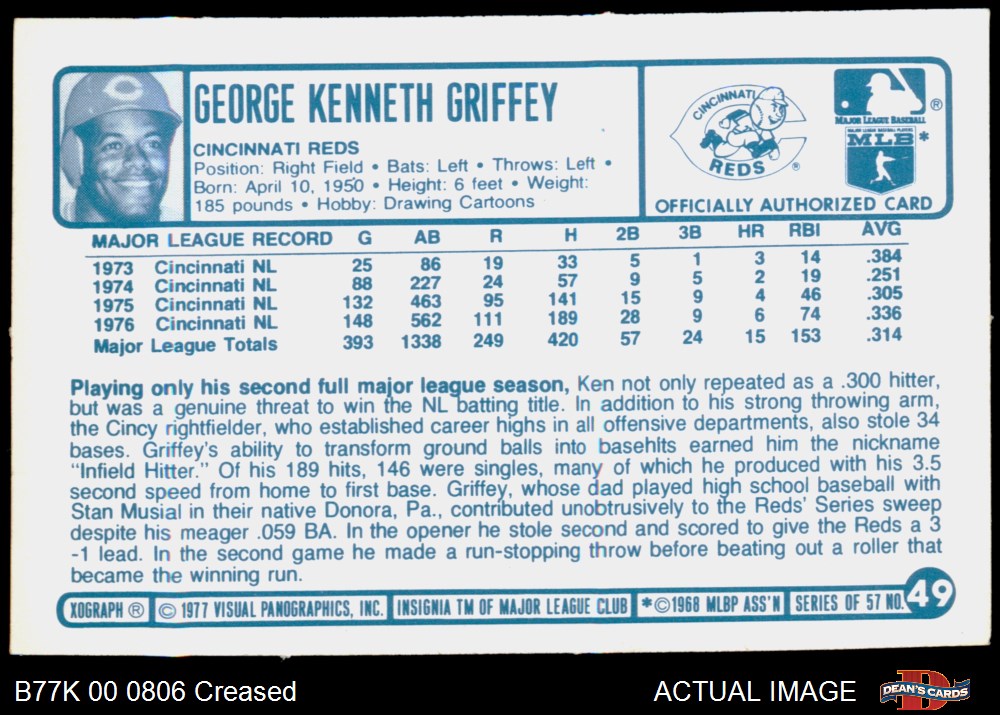 GEORGE KENNETH GRIFFEY
CINCINNATI REDS
Position: Right Field • Bats: Left • Throws: Left •
Born: April 10, 1950 • Height: 6 feet • Weight:
185 pounds • Hobby: Drawing Cartoons
C
CINCINNATI
REDS ®
®
MAJOR LEAGUE BASEBALL
MAJOR LEAGUE BASEBALL PLAYERS
MLB *
OFFICIALLY AUTHORIZED CARD
MAJOR LEAGUE RECORD G AB R H 2B 3B HR RBI AVG
1973 Cincinnati NL 25 86 19 33 5 1 3 14 .384
1974 Cincinnati NL 88 227 24 57 9 5 2 19 .251
1975 Cincinnati NL 132 463 95 141 15 9 4 46 .305
1976 Cincinnati NL 148 562 111 189 28 9 6 74 .336
Major League Totals 393 1338 249 420 57 24 15 153 .314
Playing only his second full major league season, Ken not only repeated as a .300 hitter,
but was a genuine threat to win the NL batting title. In addition to his strong throwing arm,
the Cincy rightfielder, who established career highs in all offensive departments, also stole 34
bases. Griffey's ability to transform ground balls into basehits earned him the nickname
"Infield Hitter." Of his 189 hits, 146 were singles, many of which he produced with his 3.5
second speed from home to first base. Griffey, whose dad played high school baseball with
Stan Musial in their native Donora, Pa., contributed unobtrusively to the Reds' Series sweep
despite his meager .059 BA. In the opener he stole second and scored to give the Reds a 3
-1 lead. In the second game he made a run-stopping throw before beating out a roller that
became the winning run.
XOGRAPH ® © 1977 VISUAL PANOGRAPHICS, INC. INSIGNIA TM OF MAJOR LEAGUE CLUB *©1968 MLBP ASS'N SERIES OF 57 NO. 49
B77K 00 0806 Creased ACTUAL IMAGE DEAN'S CARDS